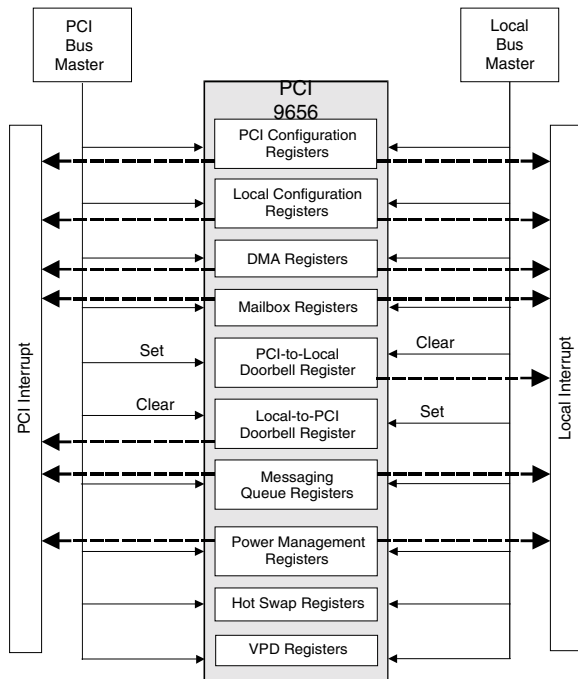 PCI
Bus
Master
Local
Bus
Master
PCI
9656
PCI Configuration
Registers
Local Configuration
Registers
DMA Registers
Mailbox Registers
Set
PCI-to-Local
Doorbell Register
Clear
Clear
Local-to-PCI
Doorbell Register
Set
Messaging
Queue Registers
Power Management
Registers
Hot Swap Registers
VPD Registers
PCI Interrupt
Local Interrupt